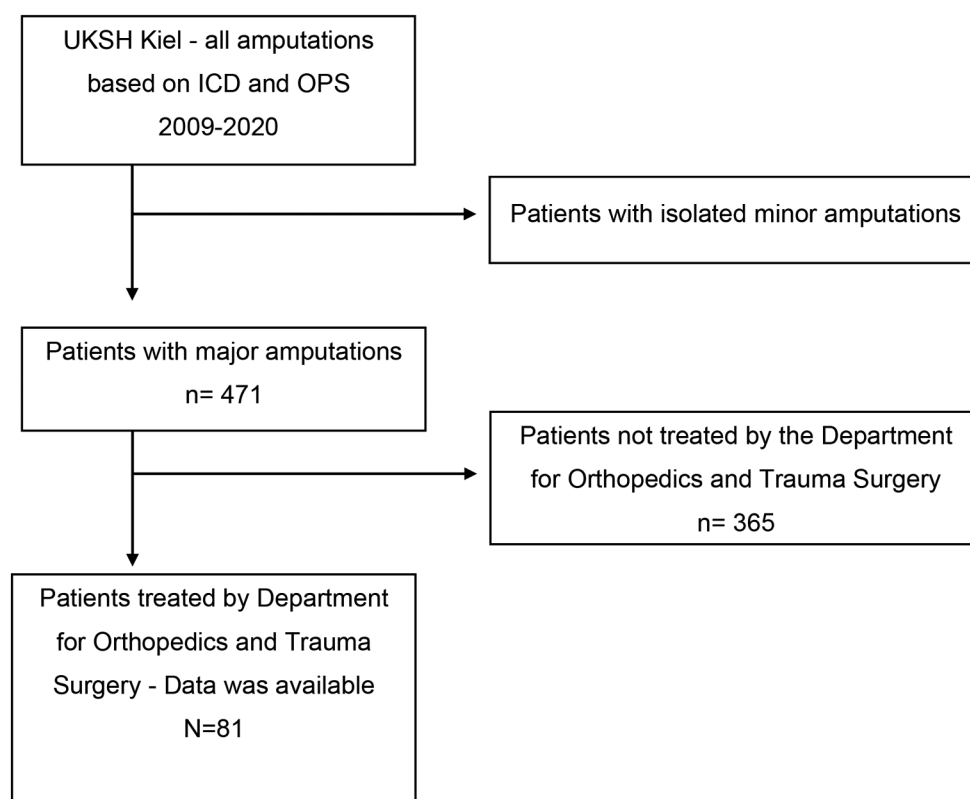 UKSH Kiel - all amputations
based on ICD and OPS
2009-2020
Patients with isolated minor amputations
Patients with major amputations
n= 471
Patients not treated by the Department
for Orthopedics and Trauma Surgery
n= 365
Patients treated by Department
for Orthopedics and Trauma
Surgery - Data was available
N=81